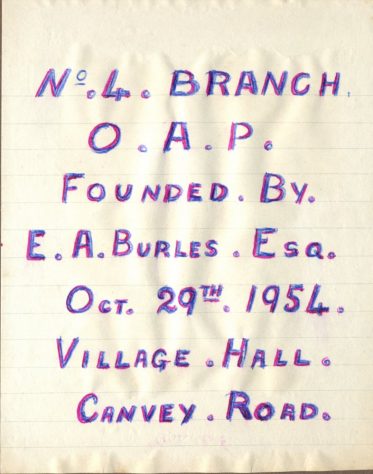 Nº.4. BRANCH.
O.A.P.
FOUNDED.BY.
E.A.BURLES.ESQ.
OCT. 29TH. 1954.
VILLAGE.HALL.
CANVEY.ROAD.